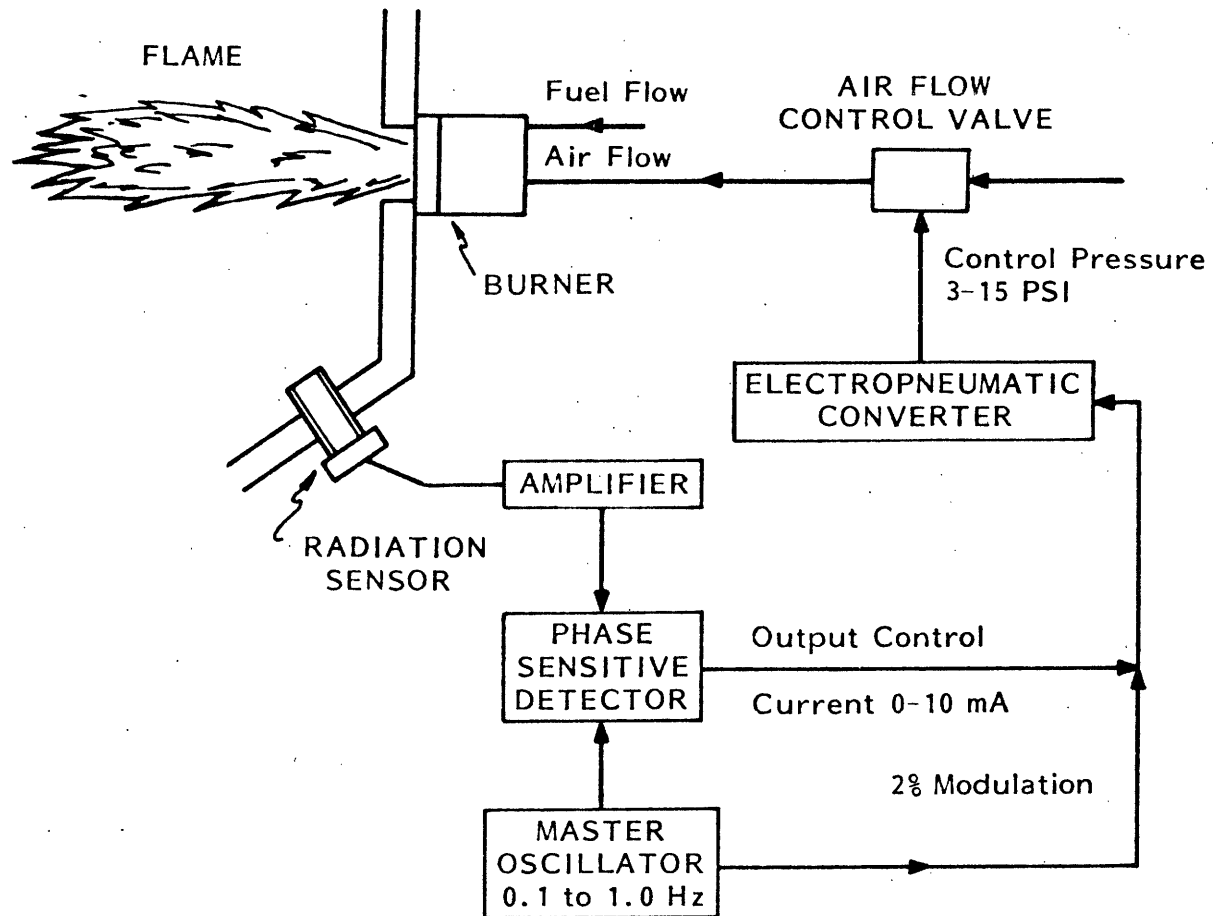 FLAME
Fuel Flow
Air Flow
AIR FLOW
CONTROL VALVE
BURNER
Control Pressure
3-15 PSI
ELECTROPNEUMATIC
CONVERTER
AMPLIFIER
RADIATION
SENSOR
PHASE
SENSITIVE
DETECTOR
Output Control
Current 0-10 mA
2% Modulation
MASTER
OSCILLATOR
0.1 to 1.0 Hz